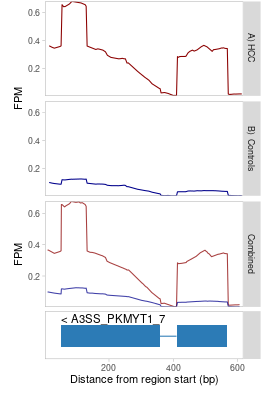 0.6
0.4
0.2
A) HCC
FPM
0.6
0.4
0.2
B) Controls
FPM
0.6
0.4
0.2
Combined
FPM
< A3SS_PKMYT1_7
200 400 600
Distance from region start (bp)